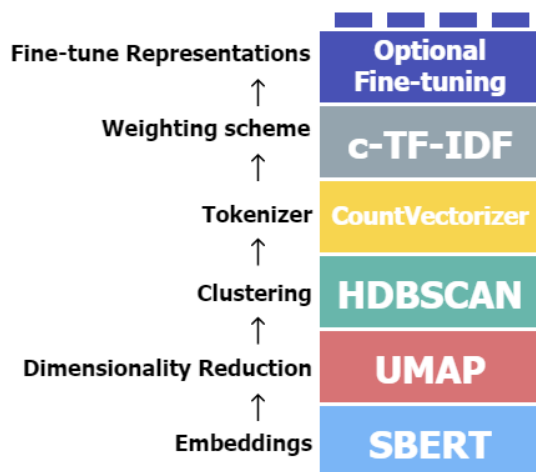 Fine-tune Representations
Optional
Fine-tuning
↑
Weighting scheme
c-TF-IDF
↑
Tokenizer
CountVectorizer
↑
Clustering
HDBSCAN
↑
Dimensionality Reduction
UMAP
↑
Embeddings
SBERT